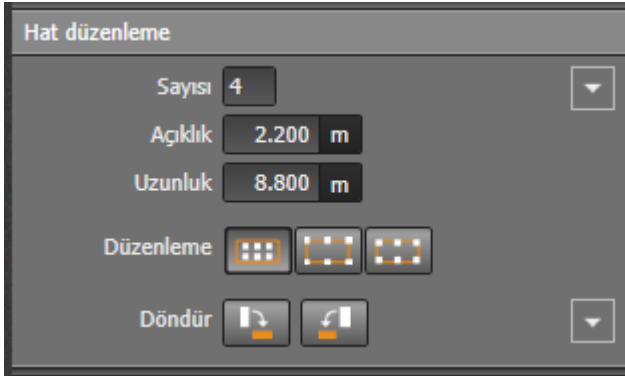 Hat düzenleme
Sayısı 4
Açıklık 2.200 m
Uzunluk 8.800 m
Düzenleme
Döndür